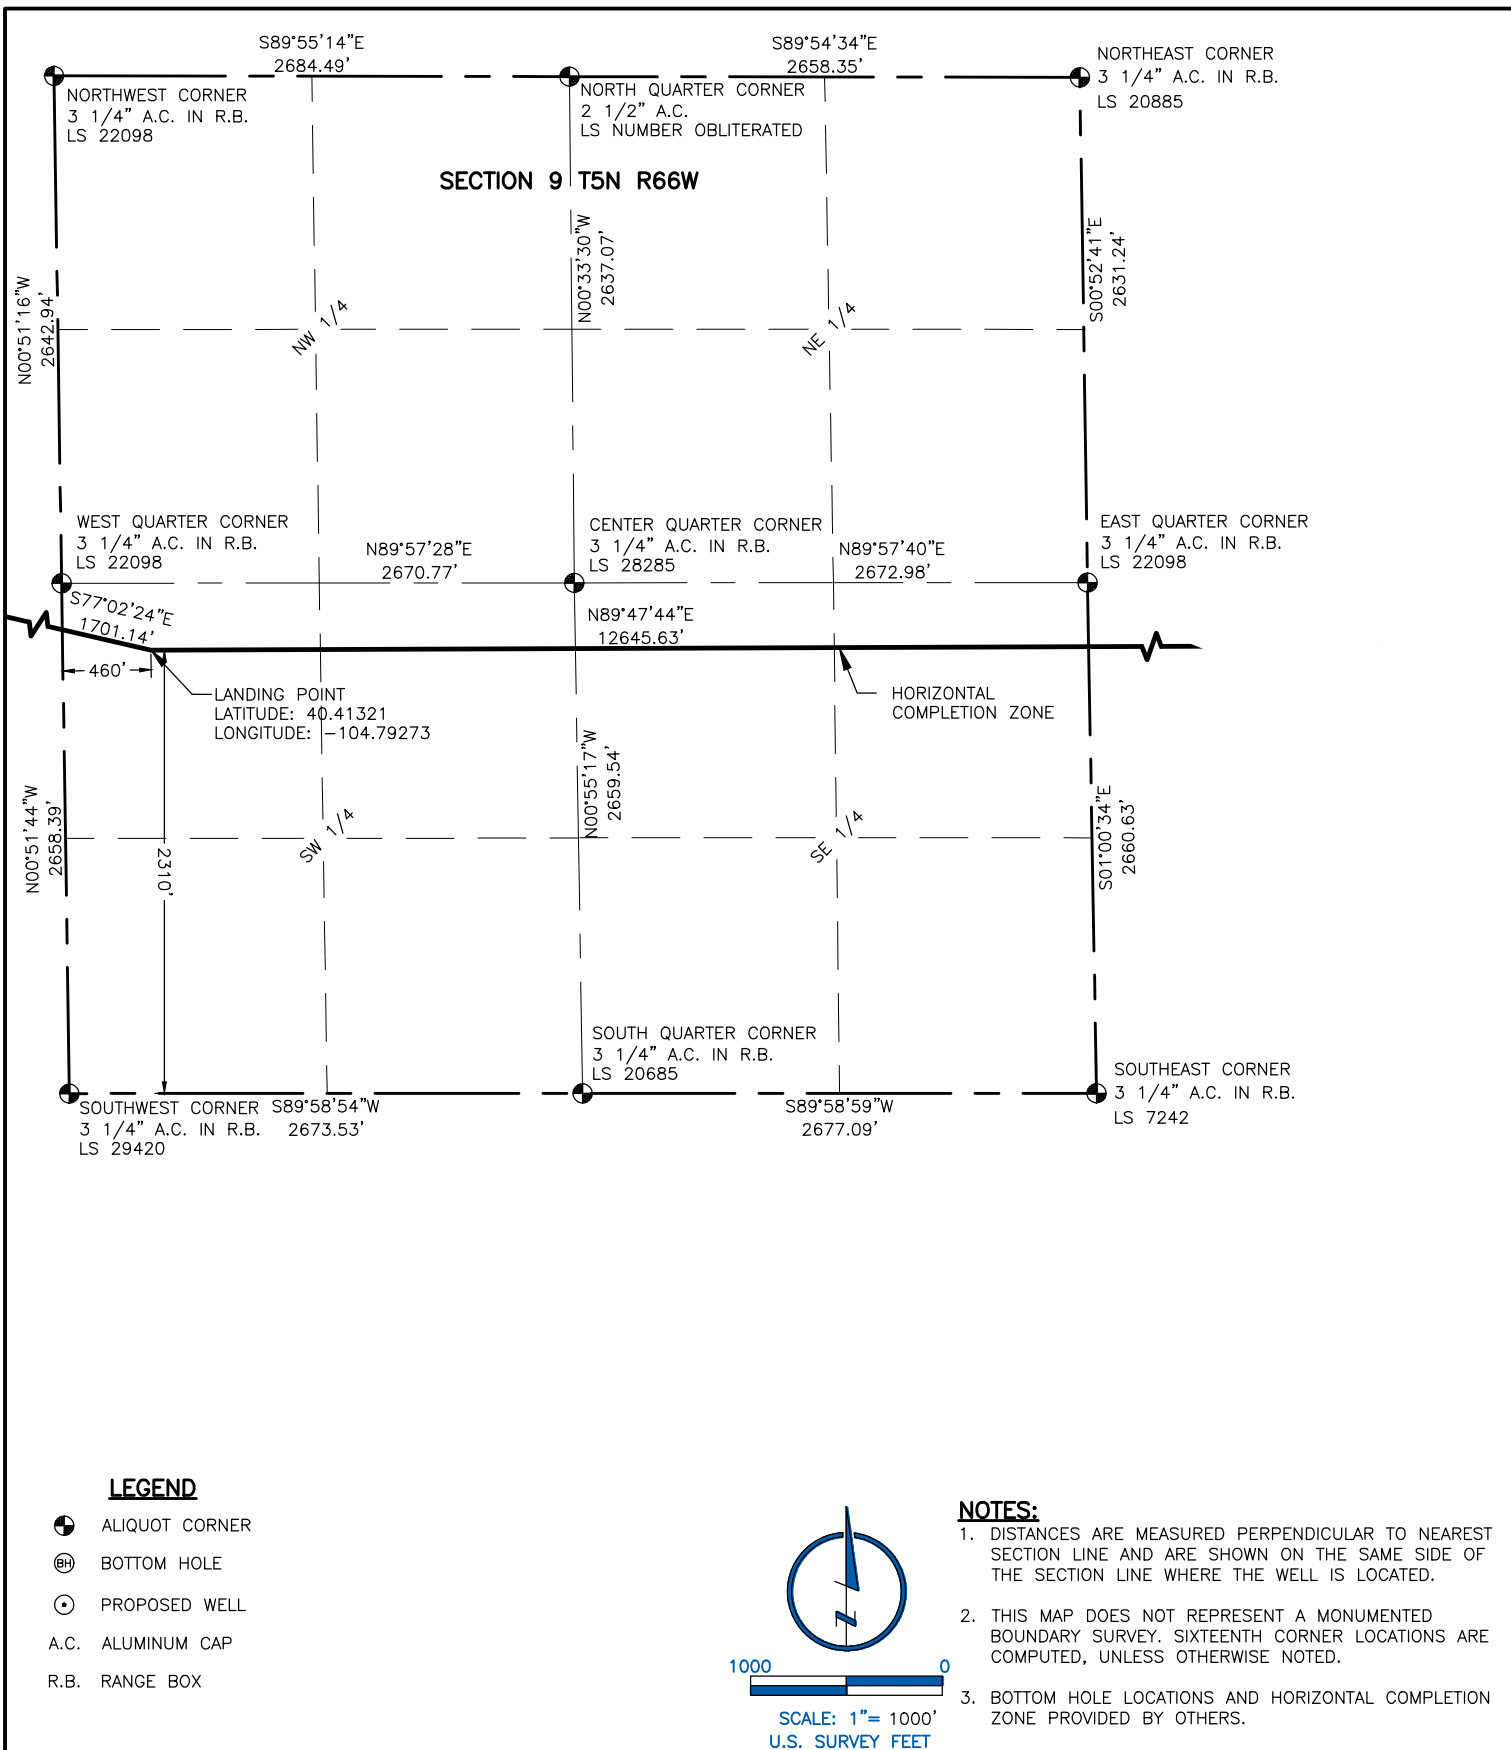 S89°55'14"E
2684.49'
S89°54'34"E
2658.35'
NORTHEAST CORNER
3 1/4" A.C. IN R.B.
LS 20885
NORTHWEST CORNER
3 1/4" A.C. IN R.B.
LS 22098
NORTH QUARTER CORNER
2 1/2" A.C.
LS NUMBER OBLITERATED
SECTION 9 T5N R66W
N00°51'16"W
2642.94'
N00°33'30"W
2637.07'
S00°52'41"E
2631.24'
NW 1/4
NE 1/4
WEST QUARTER CORNER
3 1/4" A.C. IN R.B.
LS 22098
N89°57'28"E
2670.77'
CENTER QUARTER CORNER
3 1/4" A.C. IN R.B.
LS 28285
N89°57'40"E
2672.98'
EAST QUARTER CORNER
3 1/4" A.C. IN R.B.
LS 22098
S77°02'24"E
1701.14'
N89°47'44"E
12645.63'
460'
LANDING POINT
LATITUDE: 40.41321
LONGITUDE: -104.79273
HORIZONTAL
COMPLETION ZONE
N00°51'44"W
2658.39'
2310'
N00°55'17"W
2659.54'
S01°00'34"E
2660.63'
SW 1/4
SE 1/4
SOUTH QUARTER CORNER
3 1/4" A.C. IN R.B.
LS 20685
SOUTHEAST CORNER
3 1/4" A.C. IN R.B.
LS 7242
SOUTHWEST CORNER
3 1/4" A.C. IN R.B.
LS 29420
S89°58'54"W
2673.53'
S89°58'59"W
2677.09'
LEGEND
ALIQUOT CORNER
BH BOTTOM HOLE
PROPOSED WELL
A.C. ALUMINUM CAP
R.B. RANGE BOX
N
1000 0
SCALE: 1"= 1000'
U.S. SURVEY FEET
NOTES:
1. DISTANCES ARE MEASURED PERPENDICULAR TO NEAREST
SECTION LINE AND ARE SHOWN ON THE SAME SIDE OF
THE SECTION LINE WHERE THE WELL IS LOCATED.
2. THIS MAP DOES NOT REPRESENT A MONUMENTED
BOUNDARY SURVEY. SIXTEENTH CORNER LOCATIONS ARE
COMPUTED, UNLESS OTHERWISE NOTED.
3. BOTTOM HOLE LOCATIONS AND HORIZONTAL COMPLETION
ZONE PROVIDED BY OTHERS.